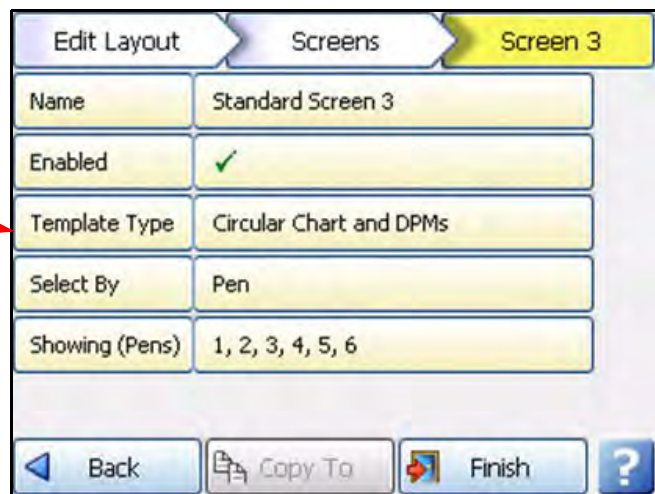 Edit Layout Screens Screen 3
Name Standard Screen 3
Enabled ✓
Template Type Circular Chart and DPMs
Select By Pen
Showing (Pens) 1, 2, 3, 4, 5, 6
Back Copy To Finish ?